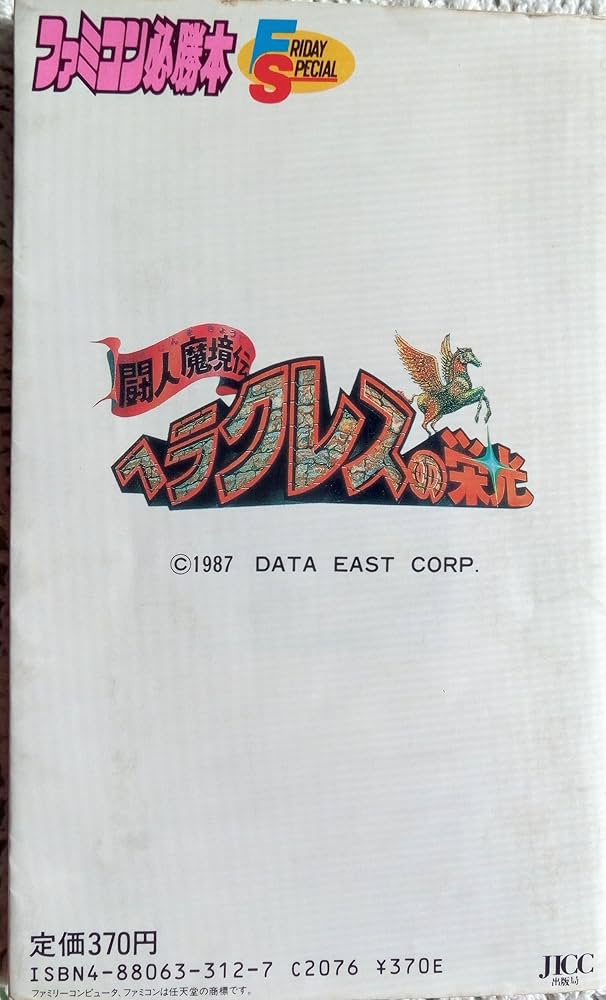 ファミコン必勝本
FRIDAY
SPECIAL
闘人魔境伝
ヘラクレスの栄光
©1987 DATA EAST CORP.
定価370円
ISBN4-88063-312-7 C2076 ¥370E
JICC
出版局
ファミリーコンピュータ、ファミコンは任天堂の商標です。